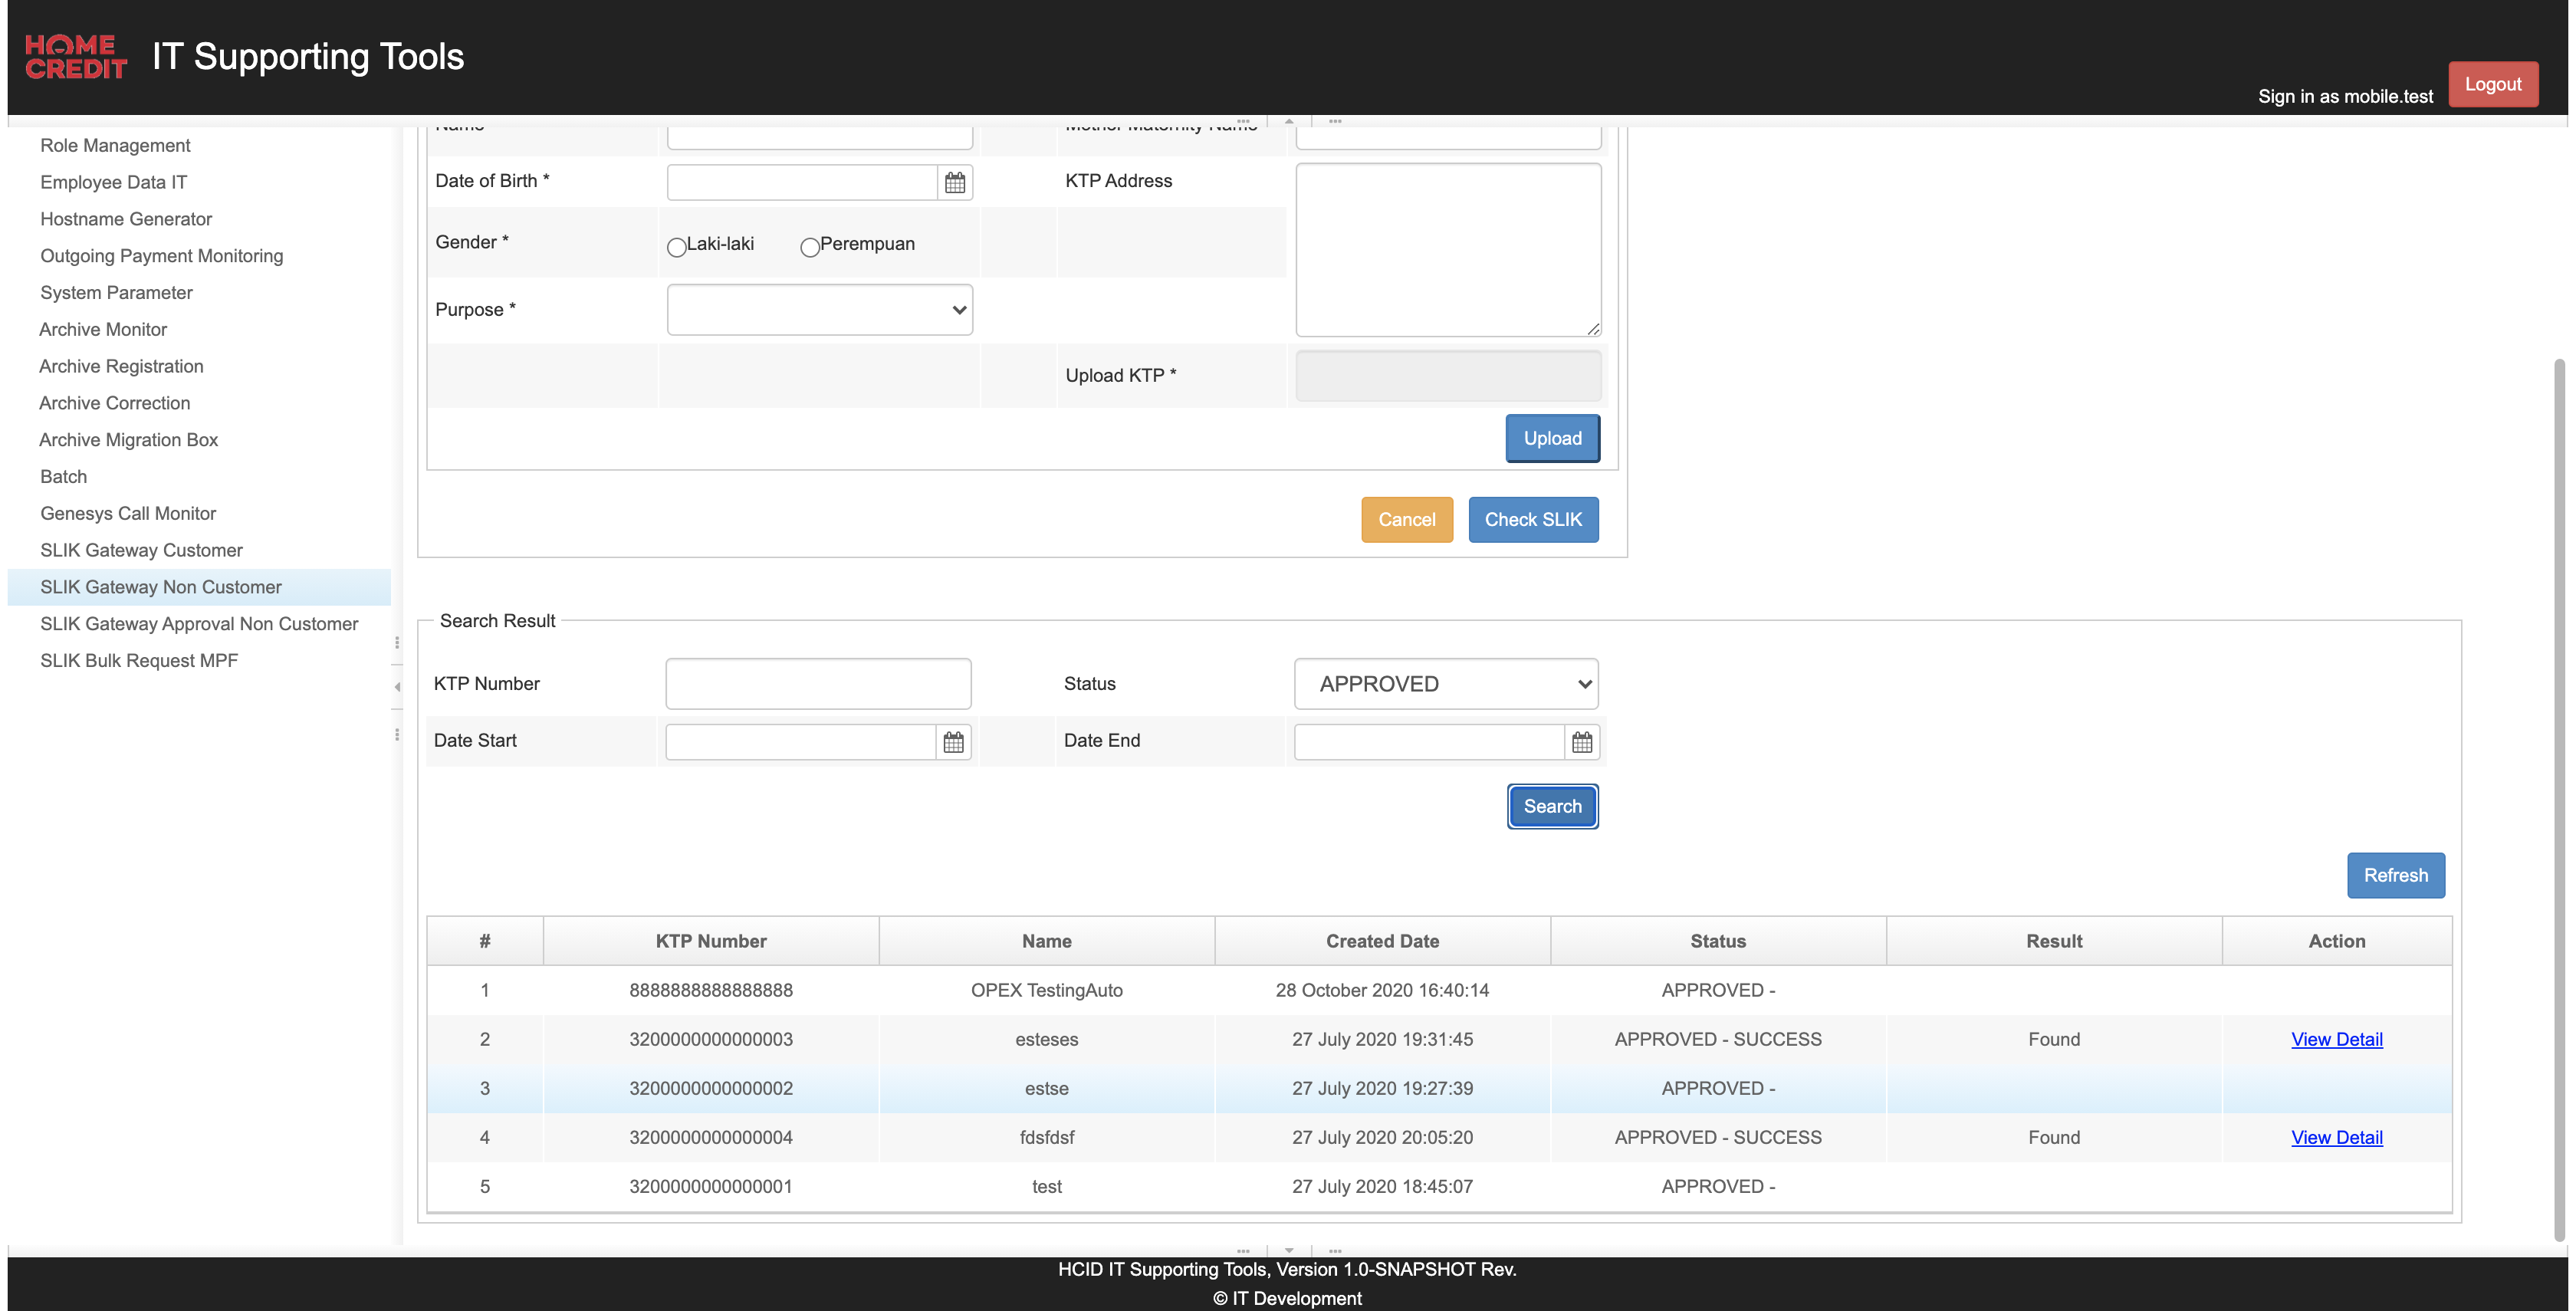 HOME
CREDIT
IT Supporting Tools
Sign in as mobile.test
Logout
Role Management
Employee Data IT
Hostname Generator
Outgoing Payment Monitoring
System Parameter
Archive Monitor
Archive Registration
Archive Correction
Archive Migration Box
Batch
Genesys Call Monitor
SLIK Gateway Customer
SLIK Gateway Non Customer
SLIK Gateway Approval Non Customer
SLIK Bulk Request MPF
Name Mother Maternity Name
Date of Birth * KTP Address
Gender * Laki-laki Perempuan
Purpose *
Upload KTP *
Upload
Cancel Check SLIK
Search Result
KTP Number Status APPROVED
Date Start Date End
Search
Refresh
# KTP Number Name Created Date Status Result Action
1 8888888888888888 OPEX TestingAuto 28 October 2020 16:40:14 APPROVED -
2 3200000000000003 esteses 27 July 2020 19:31:45 APPROVED - SUCCESS Found View Detail
3 3200000000000002 estse 27 July 2020 19:27:39 APPROVED -
4 3200000000000004 fdsfdsf 27 July 2020 20:05:20 APPROVED - SUCCESS Found View Detail
5 3200000000000001 test 27 July 2020 18:45:07 APPROVED -
HCID IT Supporting Tools, Version 1.0-SNAPSHOT Rev.
© IT Development